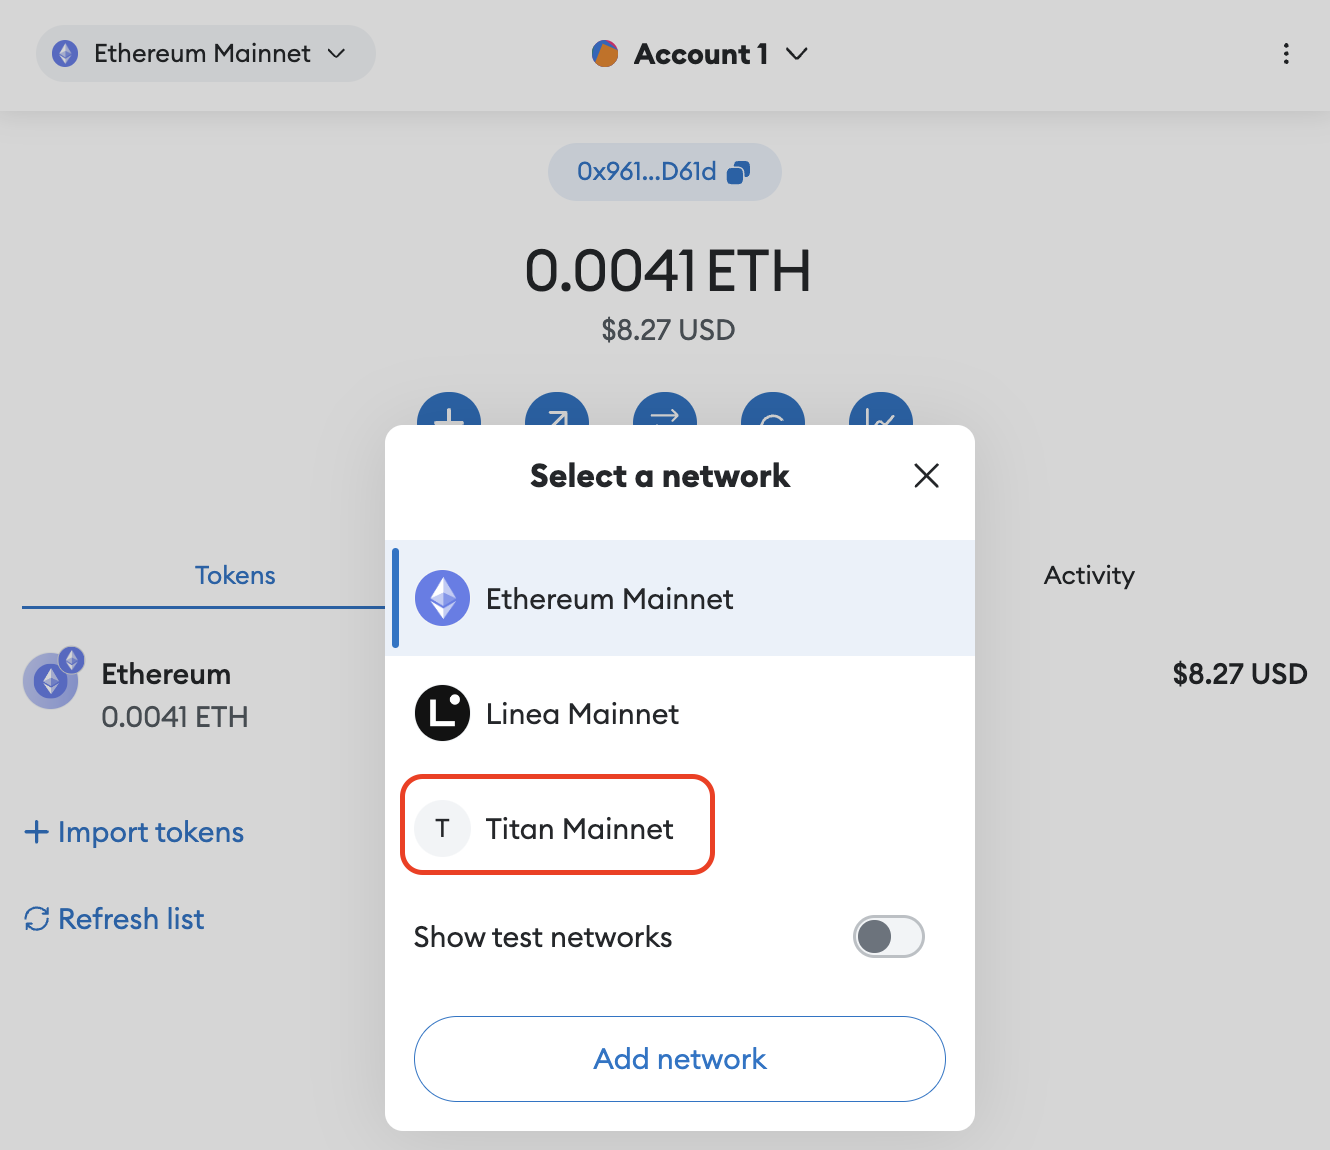 Ethereum Mainnet
Account 1
0x961...D61d
0.0041 ETH
$8.27 USD
Select a network
Tokens
Activity
Ethereum Mainnet
Ethereum
$8.27 USD
0.0041 ETH
Linea Mainnet
T Titan Mainnet
+ Import tokens
Refresh list
Show test networks
Add network